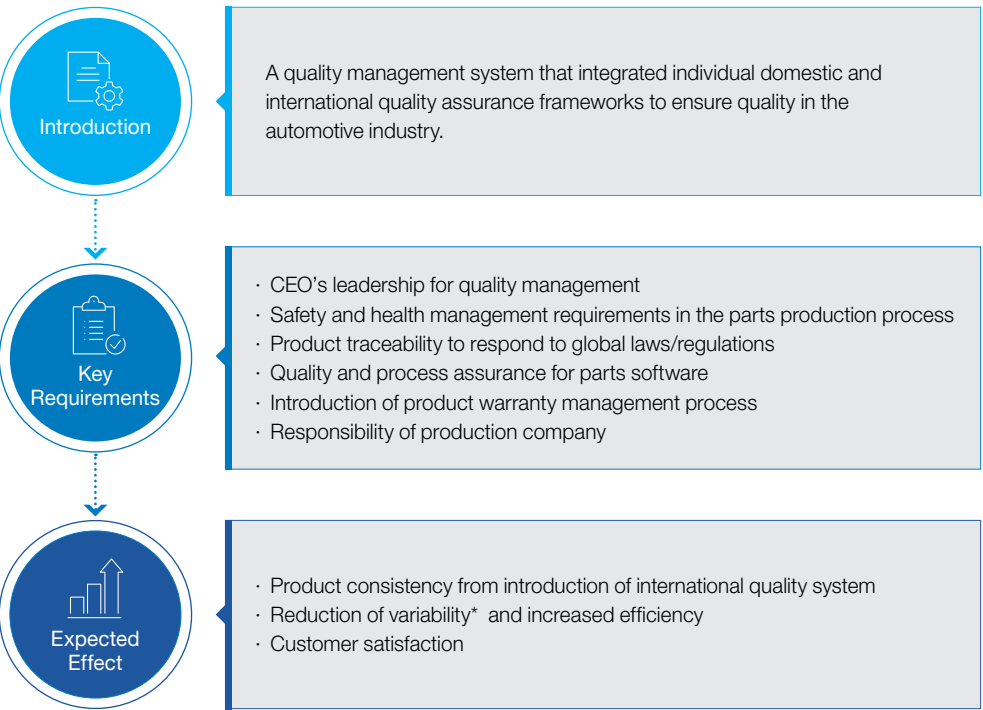 Introduction
A quality management system that integrated individual domestic and
international quality assurance frameworks to ensure quality in the
automotive industry.
Key
Requirements
· CEO's leadership for quality management
· Safety and health management requirements in the parts production process
· Product traceability to respond to global laws/regulations
· Quality and process assurance for parts software
· Introduction of product warranty management process
· Responsibility of production company
Expected
Effect
· Product consistency from introduction of international quality system
· Reduction of variability* and increased efficiency
· Customer satisfaction